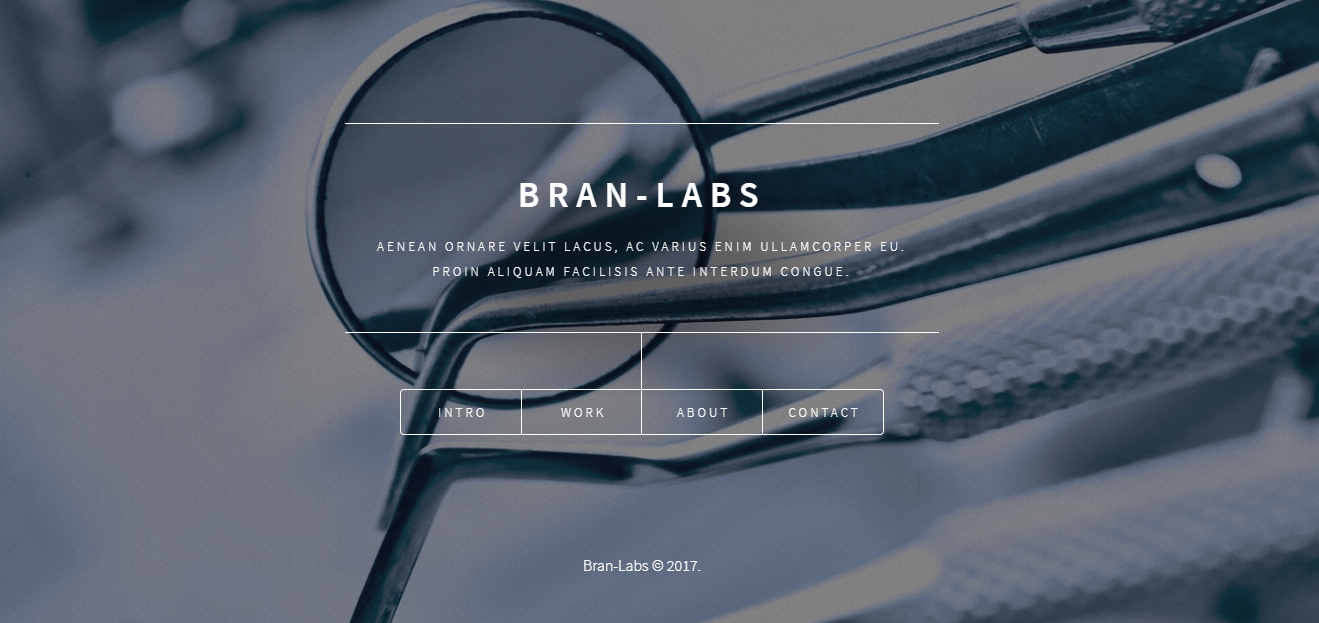 BRAN-LABS
AENEAN ORNARE VELIT LACUS, AC VARIUS ENIM ULLAMCORPER EU.
PROIN ALIQUAM FACILISIS ANTE INTERDUM CONGUE.
INTRO WORK ABOUT CONTACT
Bran-Labs © 2017.